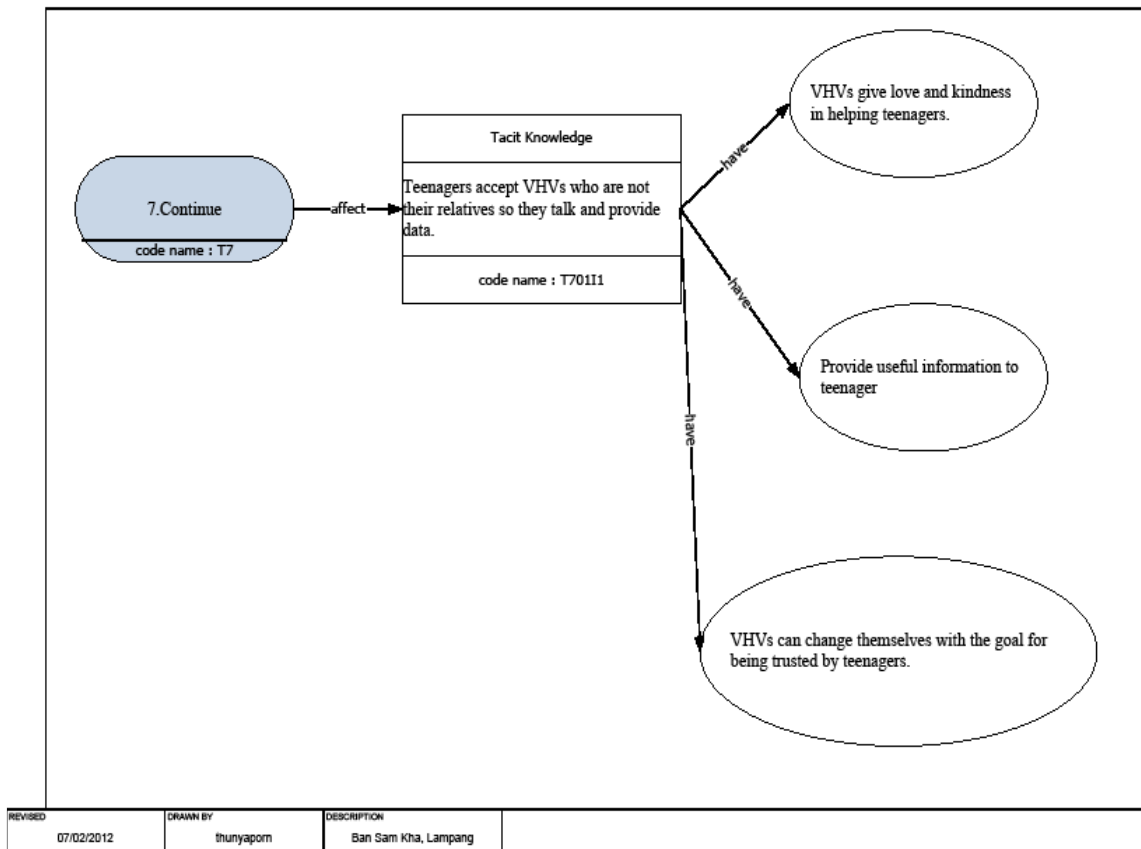 VHVs give love and kindness
in helping teenagers.
have
Tacit Knowledge
7.Continue
affect
Teenagers accept VHVs who are not
their relatives so they talk and provide
data.
code name : T7
code name : T701I1
have
Provide useful information to
teenager
have
VHVs can change themselves with the goal for
being trusted by teenagers.
REVISED
07/02/2012
DRAWN BY
thunyaporn
DESCRIPTION
Ban Sam Kha, Lampang